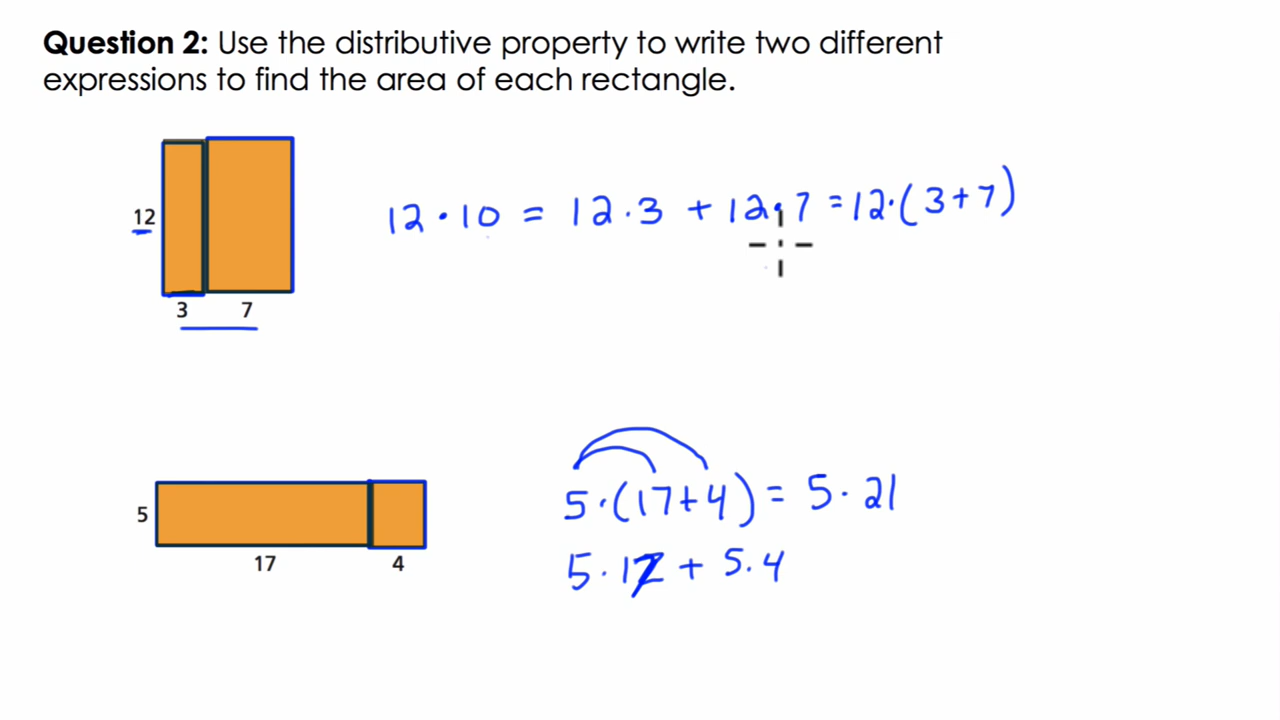 Question 2: Use the distributive property to write two different
expressions to find the area of each rectangle.
12
3 7
12 · 10 = 12 · 3 + 12 · 7 = 12 · (3 + 7)
5
17 4
5 · (17 + 4) = 5 · 21
5 · 17 + 5 · 4